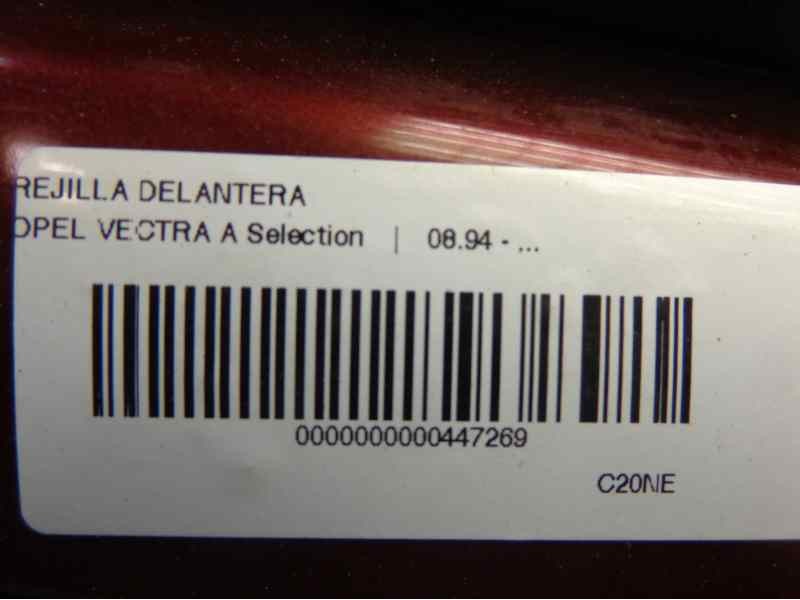 REJILLA DELANTERA
OPEL VECTRA A Selection | 08.94 - ...
0000000000447269
C20NE